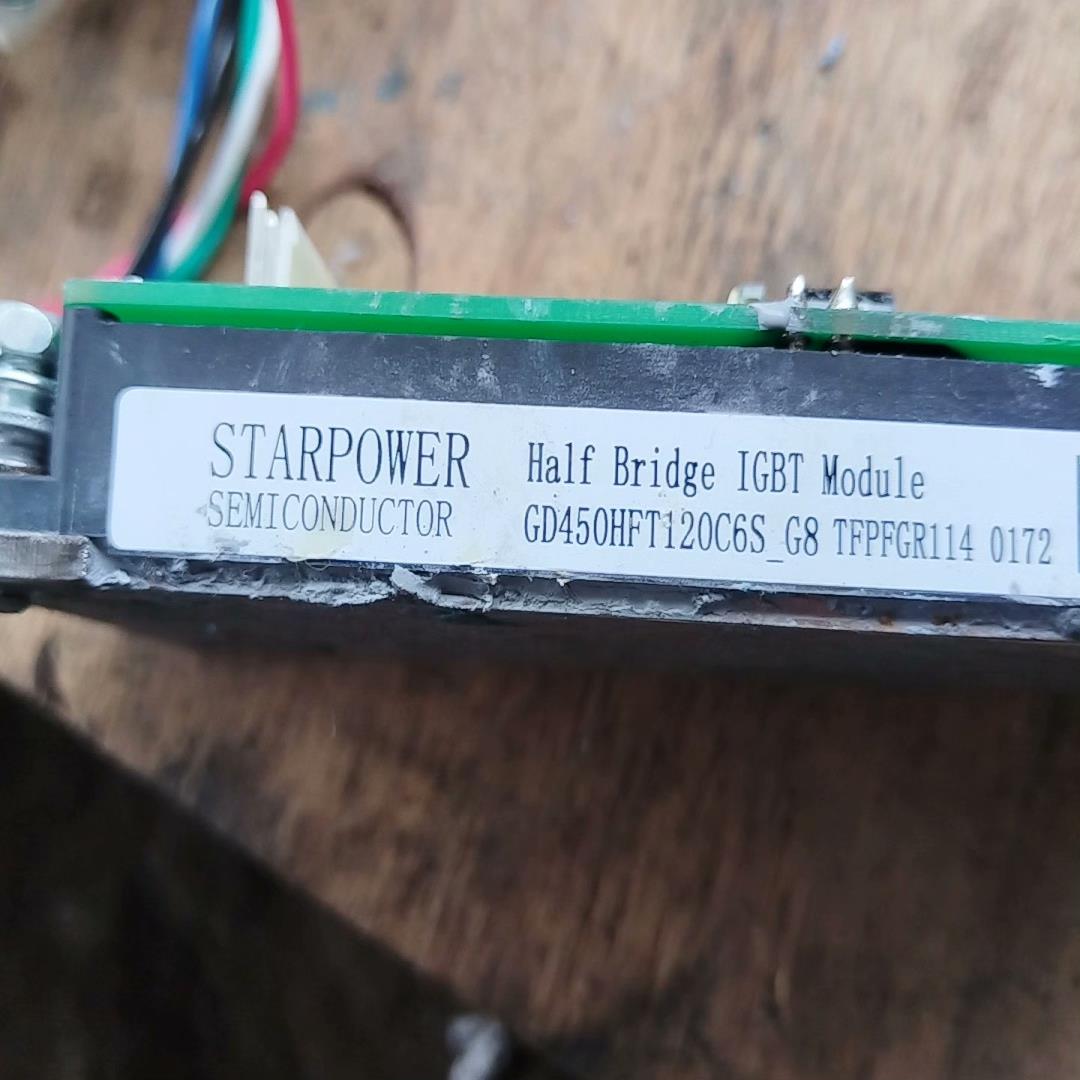 STARPOWER
SEMICONDUCTOR
Half Bridge IGBT Module
GD450HFT120C6S_G8 TFPFGR114 0172